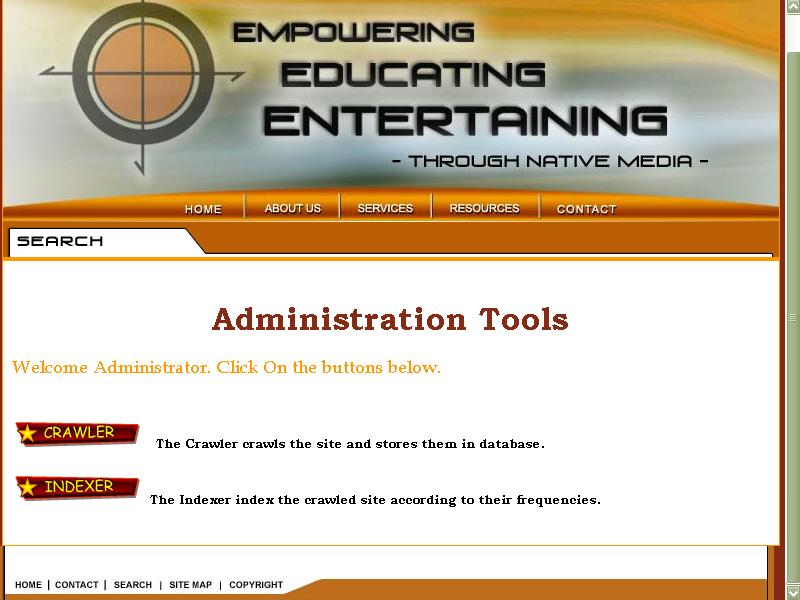 EMPOWERING
EDUCATING
ENTERTAINING
- THROUGH NATIVE MEDIA -
HOME ABOUT US SERVICES RESOURCES CONTACT
SEARCH
Administration Tools
Welcome Administrator. Click On the buttons below.
CRAWLER The Crawler crawls the site and stores them in database.
INDEXER The Indexer index the crawled site according to their frequencies.
HOME | CONTACT | SEARCH | SITE MAP | COPYRIGHT